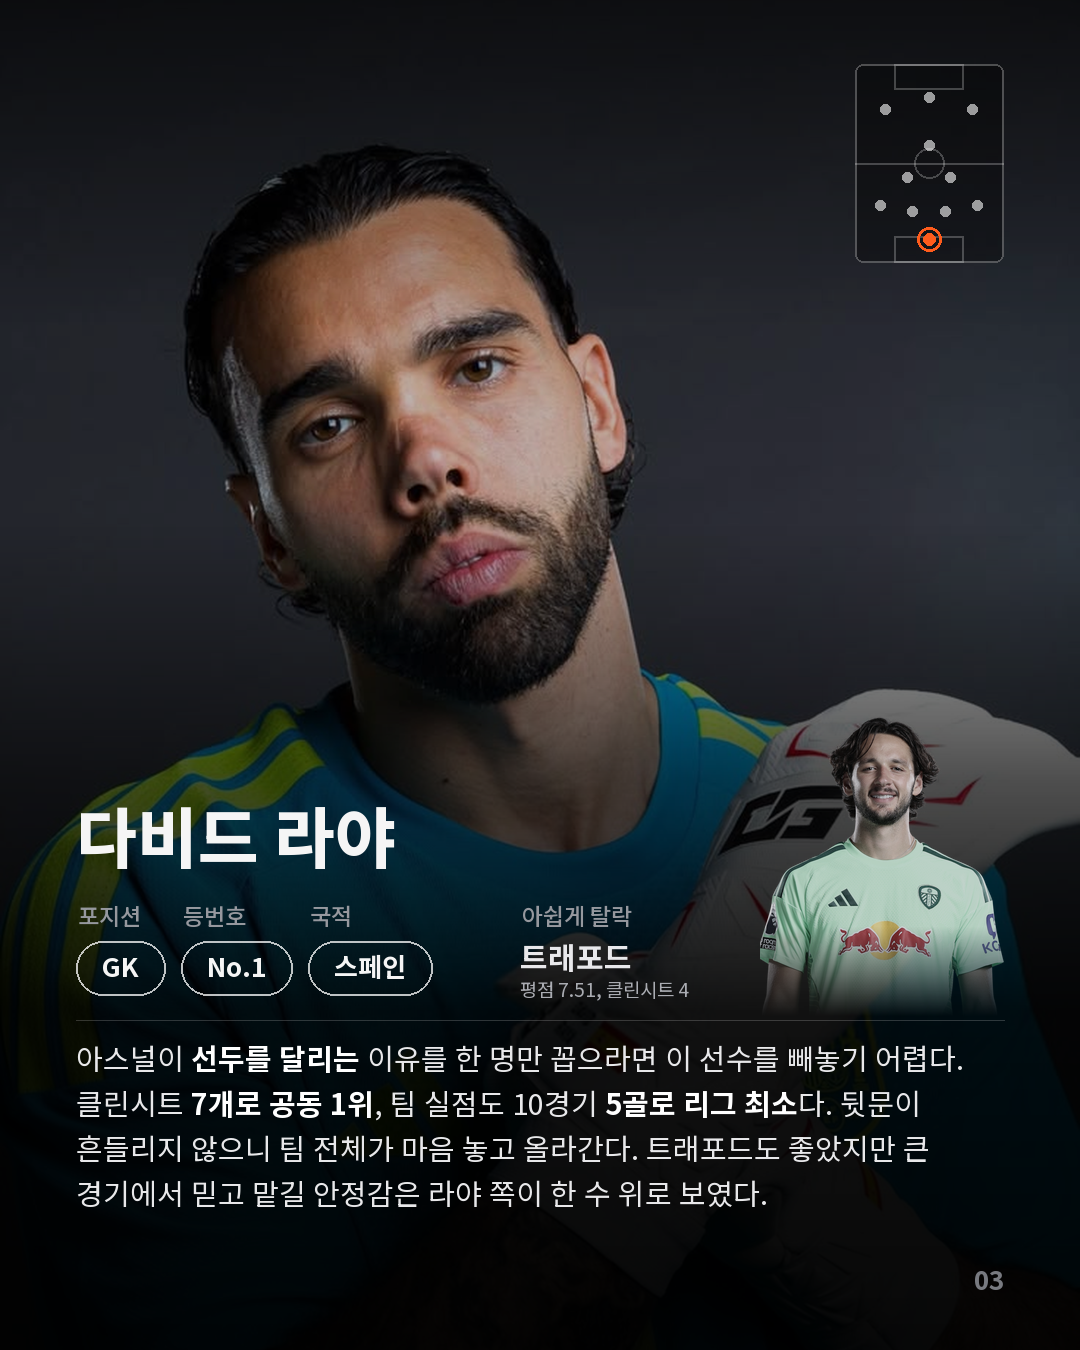 다비드 라야
포지션 등번호 국적
GK No.1 스페인
아쉽게 탈락
트래포드
평점 7.51, 클린시트 4
아스널이 선두를 달리는 이유를 한 명만 꼽으라면 이 선수를 빼놓기 어렵다.
클린시트 7개로 공동 1위, 팀 실점도 10경기 5골로 리그 최소다. 뒷문이
흔들리지 않으니 팀 전체가 마음 놓고 올라간다. 트래포드도 좋았지만 큰
경기에서 믿고 맡길 안정감은 라야 쪽이 한 수 위로 보였다.
03